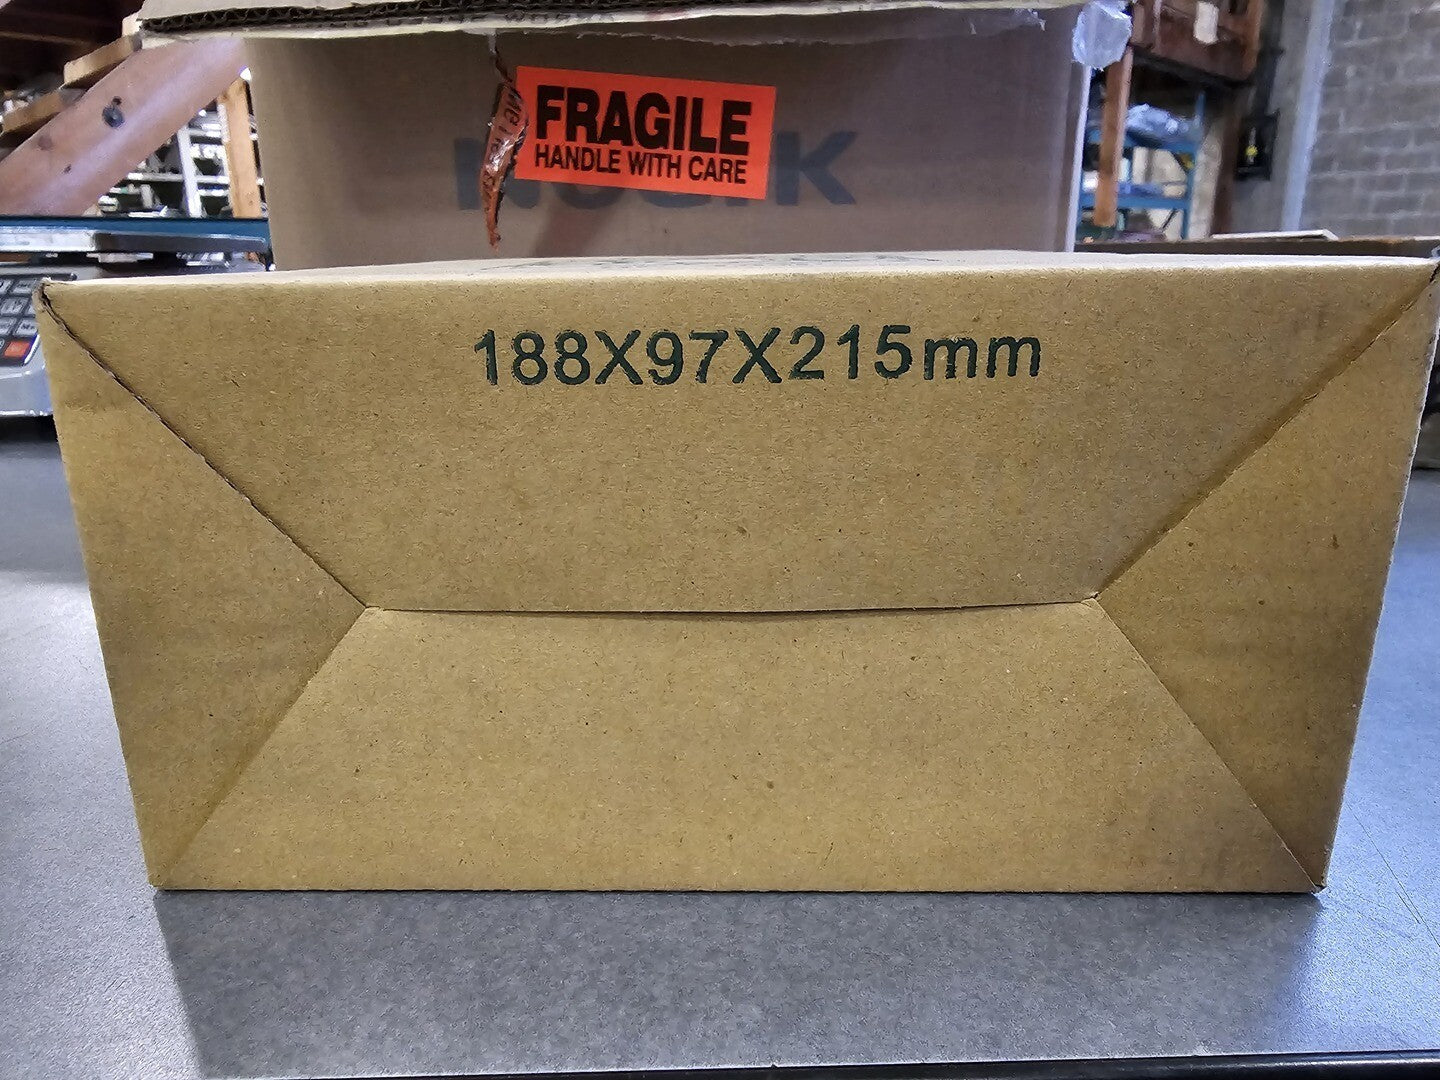 FRAGILE
HANDLE WITH CARE
188X97X215mm